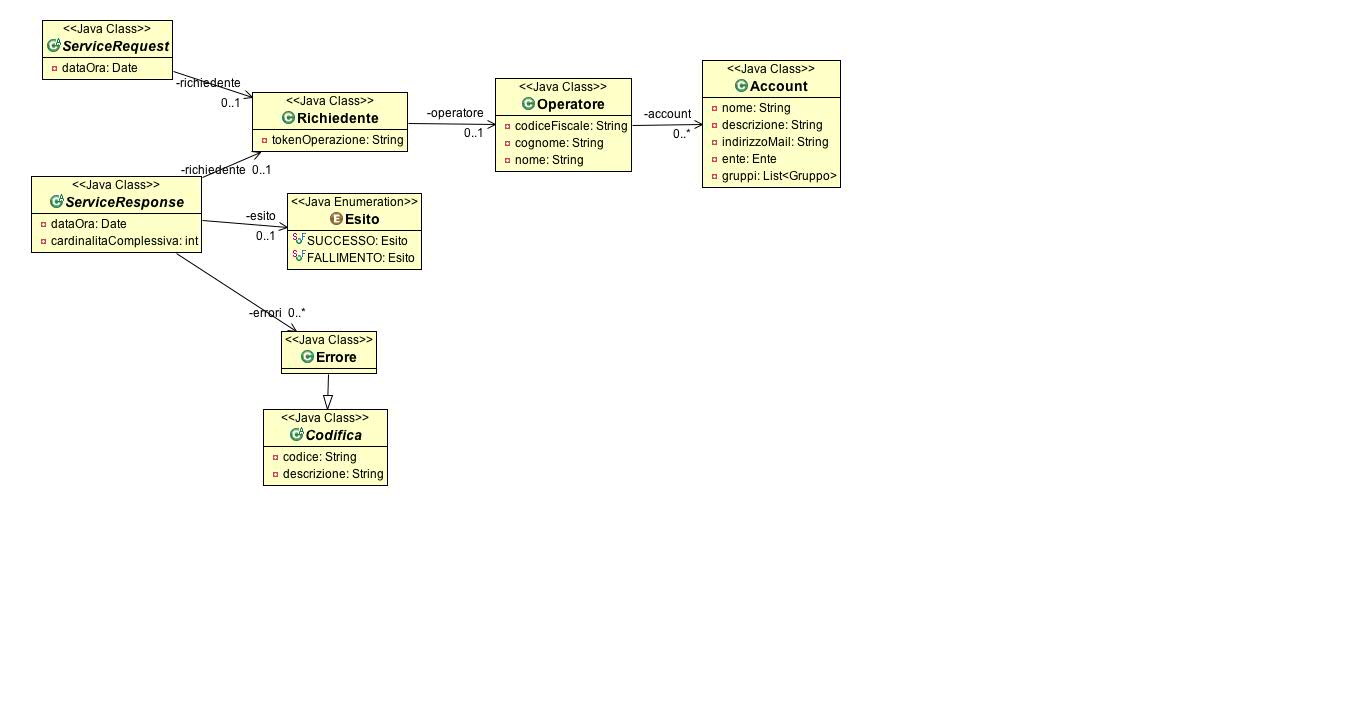 <<Java Class>>
ServiceRequest
dataOra: Date
-richiedente
0..1
<<Java Class>>
Richiedente
tokenOperazione: String
-operatore
0..1
<<Java Class>>
Operatore
codiceFiscale: String
cognome: String
nome: String
-account
0..*
<<Java Class>>
Account
nome: String
descrizione: String
indirizzoMail: String
ente: Ente
gruppi: List<Gruppo>
-richiedente 0..1
<<Java Class>>
ServiceResponse
dataOra: Date
cardinalitaComplessiva: int
-esito
0..1
<<Java Enumeration>>
Esito
SUCCESSO: Esito
FALLIMENTO: Esito
-errori 0..*
<<Java Class>>
Errore
<<Java Class>>
Codifica
codice: String
descrizione: String